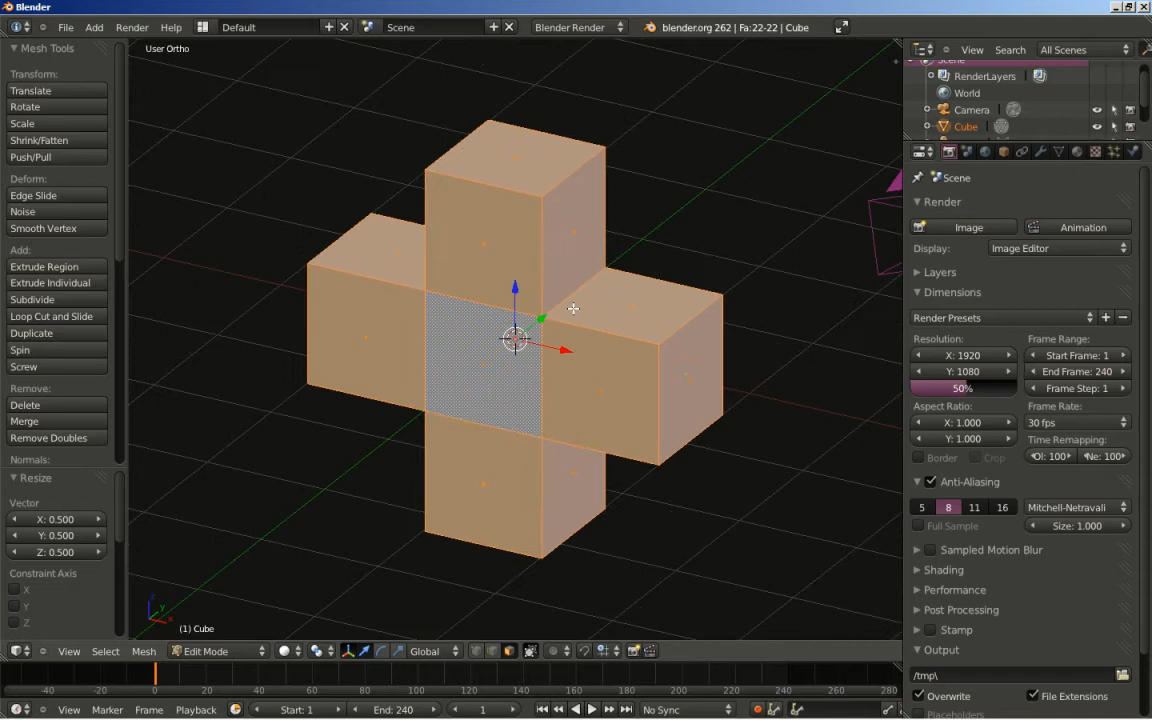 Blender
File Add Render Help Default Scene Blender Render blender.org 262 | Fa:22-22 | Cube
Mesh Tools
Transform:
Translate
Rotate
Scale
Shrink/Fatten
Push/Pull
Deform:
Edge Slide
Noise
Smooth Vertex
Add:
Extrude Region
Extrude Individual
Subdivide
Loop Cut and Slide
Duplicate
Spin
Screw
Remove:
Delete
Merge
Remove Doubles
Normals:
Resize
Vector
X: 0.500
Y: 0.500
Z: 0.500
Constraint Axis
X
Y
Z
User Ortho
z
y
x
(1) Cube
View Select Mesh Edit Mode Global
-40 -20 0 20 40 60 80 100 120 140 160 180 200 220 240 260 280
View Marker Frame Playback Start: 1 End: 240 1 No Sync
View Search All Scenes
Scene
RenderLayers
World
Camera
Cube
Scene
Render
Image Animation
Display: Image Editor
Layers
Dimensions
Render Presets
Resolution: Frame Range:
X: 1920 Start Frame: 1
Y: 1080 End Frame: 240
50% Frame Step: 1
Aspect Ratio: Frame Rate:
X: 1.000 30 fps
Y: 1.000 Time Remapping:
Border Crop Ol: 100 Ne: 100
Anti-Aliasing
5 8 11 16 Mitchell-Netravali
Full Sample Size: 1.000
Sampled Motion Blur
Shading
Performance
Post Processing
Stamp
Output
/tmp\
Overwrite File Extensions
Placeholders